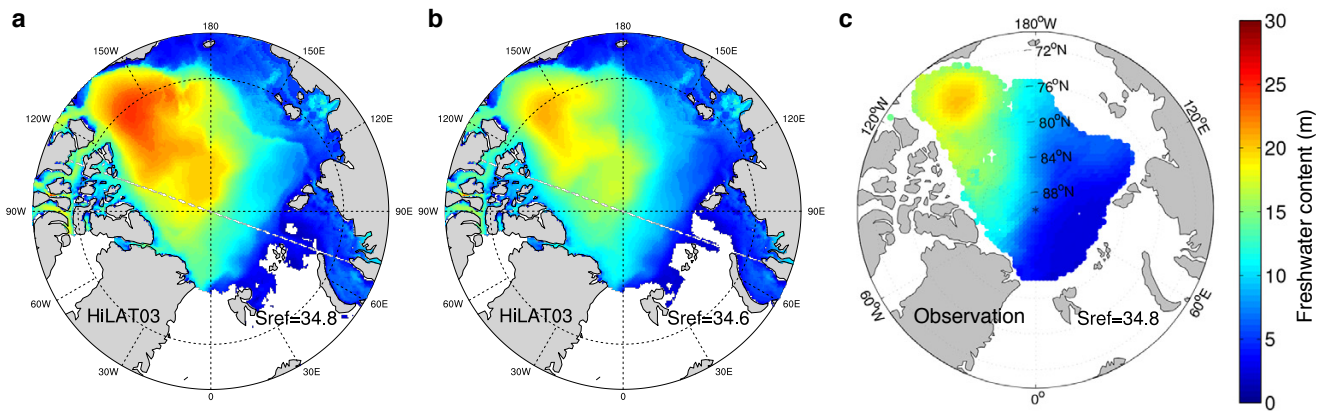 a
180
150W
150E
120W
120E
90W
90E
60W
60E
30W
30E
0
HiLAT03
Sref=34.8
b
180
150W
150E
120W
120E
90W
90E
60W
60E
30W
30E
0
HiLAT03
Sref=34.6
c
180°W
72°N
76°N
80°N
84°N
88°N
120°W
120°E
60°W
60°E
0°
Observation
Sref=34.8
30
25
20
15
10
5
0
Freshwater content (m)